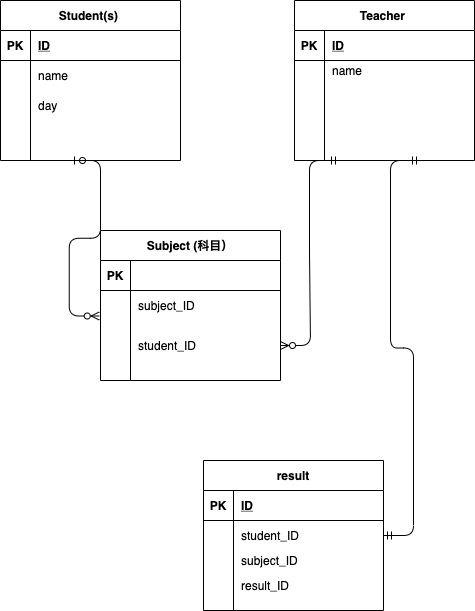 Student(s)
PK ID
name
day
Teacher
PK ID
name
Subject (科目）
PK
subject_ID
student_ID
result
PK ID
student_ID
subject_ID
result_ID